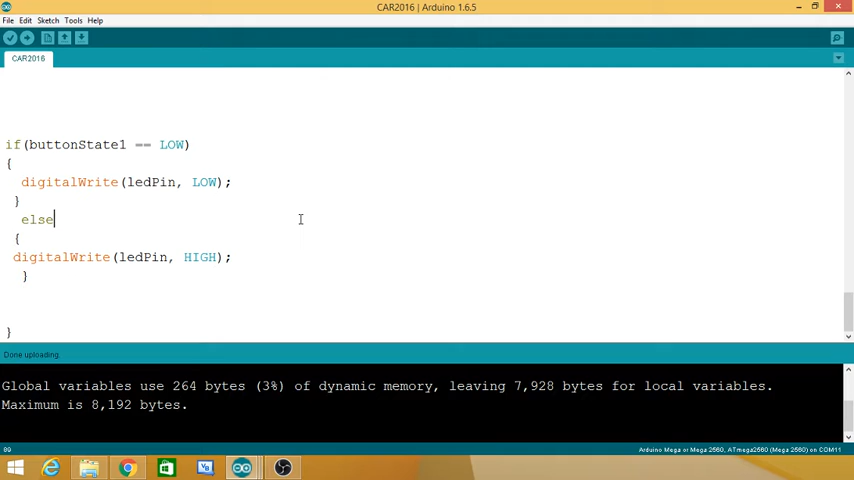 CAR2016 | Arduino 1.6.5
File Edit Sketch Tools Help
CAR2016
if(buttonState1 == LOW)
{
digitalWrite(ledPin, LOW);
}
else
{
digitalWrite(ledPin, HIGH);
}
}
Done uploading.
Global variables use 264 bytes (3%) of dynamic memory, leaving 7,928 bytes for local variables.
Maximum is 8,192 bytes.
89 Arduino Mega or Mega 2560, ATmega2560 (Mega 2560) on COM11